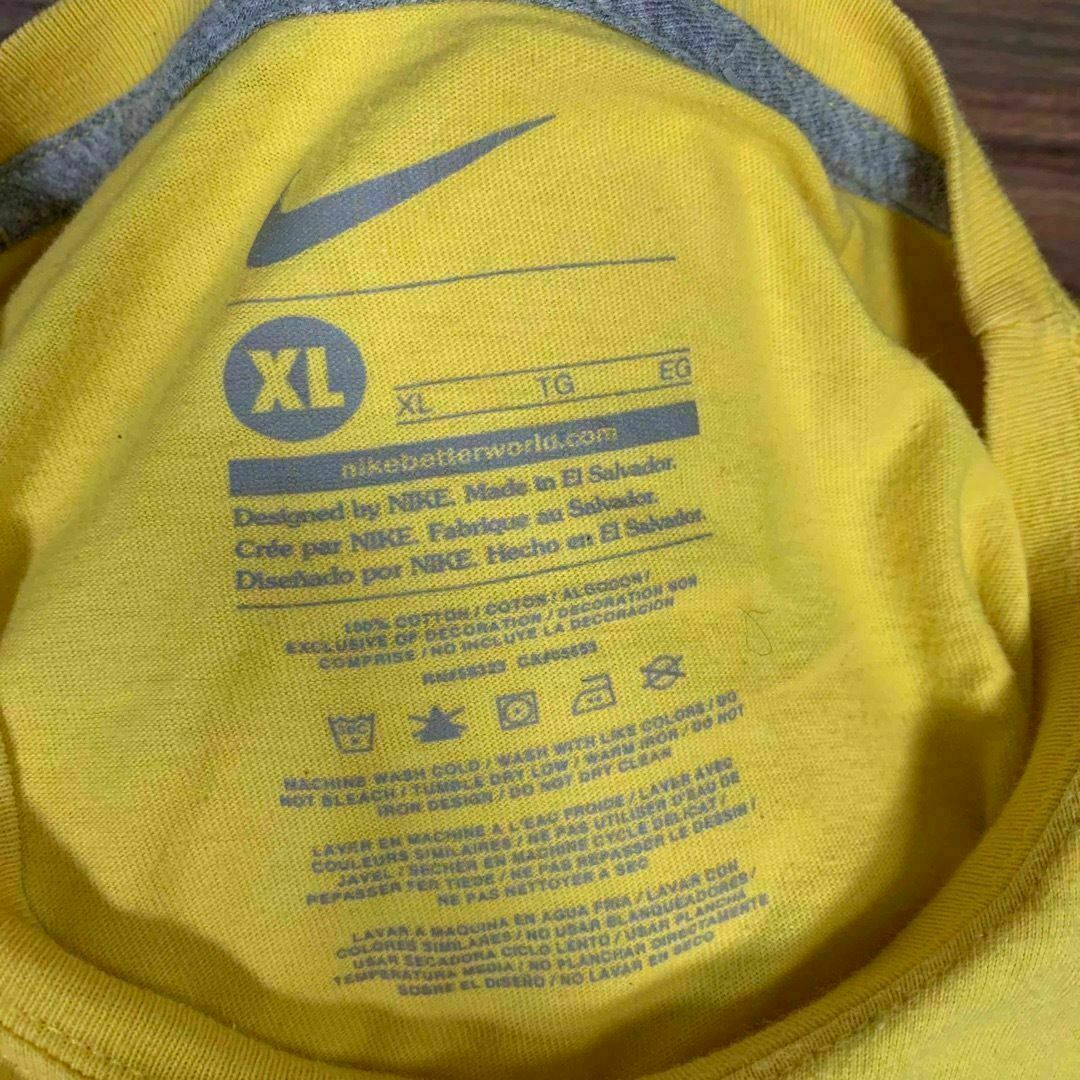 XL
XL TG EG
nikebetterworld.com
Designed by NIKE. Made in El Salvador.
Crée par NIKE. Fabrique au Salvador.
Diseñado por NIKE. Hecho en El Salvador.
100% COTTON / COTON / ALGODON /
EXCLUSIVE OF DECORATION / DECORATION NON
COMPRISE / NO INCLUYE LA DECORACION
RN#56323 CA#05553
MACHINE WASH COLD / WASH WITH LIKE COLORS / DO
NOT BLEACH / TUMBLE DRY LOW / WARM IRON / DO NOT
IRON DESIGN / DO NOT DRY CLEAN
LAVER EN MACHINE A L'EAU FROIDE / LAVER AVEC
COULEURS SIMILAIRES / NE PAS UTILISER D'EAU DE
JAVEL / SECHER EN MACHINE CYCLE DELICAT /
REPASSER FER TIEDE / NE PAS REPASSER LE DESSIN /
NE PAS NETTOYER A SEC
LAVAR A MAQUINA EN AGUA FRIA / LAVAR CON
COLORES SIMILARES / NO USAR BLANQUEADORES /
USAR SECADORA CICLO LENTO / USAR PLANCHA
TEMPERATURA MEDIA / NO PLANCHAR DIRECTAMENTE
SOBRE EL DISEÑO / NO LAVAR EN SECO